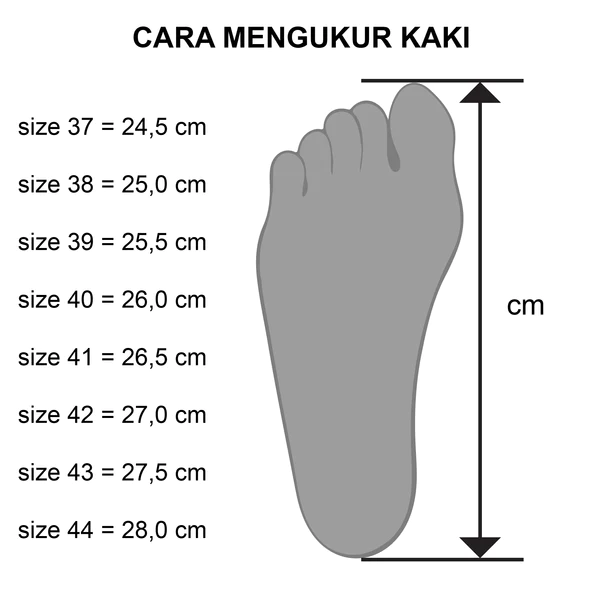 CARA MENGUKUR KAKI
size 37 = 24,5 cm
size 38 = 25,0 cm
size 39 = 25,5 cm
size 40 = 26,0 cm
size 41 = 26,5 cm
size 42 = 27,0 cm
size 43 = 27,5 cm
size 44 = 28,0 cm
cm